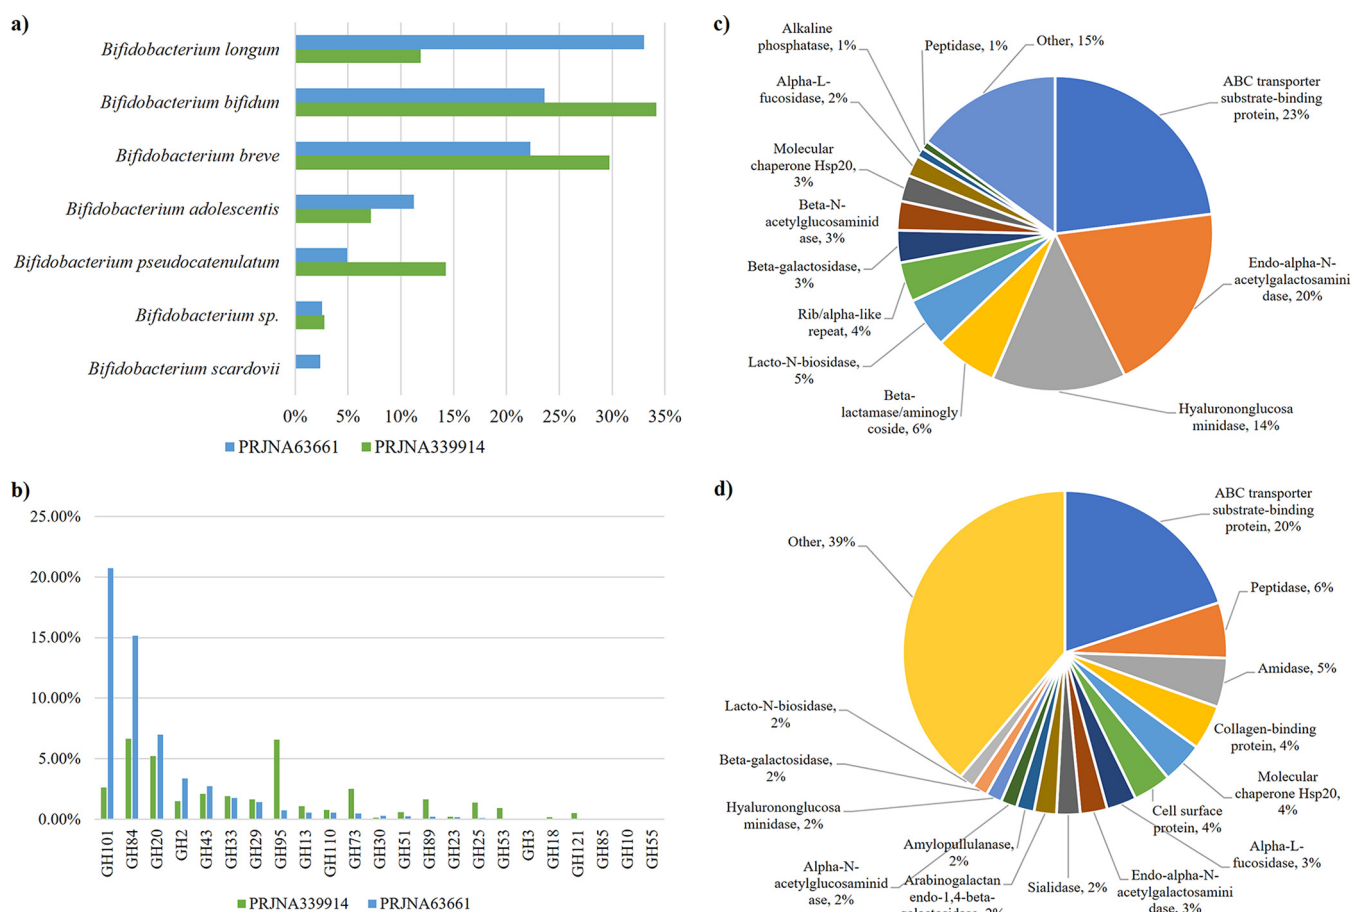 a)
Bifidobacterium longum
Bifidobacterium bifidum
Bifidobacterium breve
Bifidobacterium adolescentis
Bifidobacterium pseudocatenulatum
Bifidobacterium sp.
Bifidobacterium scardovii
0% 5% 10% 15% 20% 25% 30% 35%
PRJNA63661 PRJNA339914
b)
25.00%
20.00%
15.00%
10.00%
5.00%
0.00%
GH101 GH84 GH20 GH2 GH43 GH33 GH29 GH95 GH13 GH110 GH73 GH30 GH51 GH89 GH23 GH25 GH53 GH3 GH18 GH121 GH85 GH10 GH55
PRJNA339914 PRJNA63661
c)
Alkaline
phosphatase, 1%
Peptidase, 1%
Other, 15%
ABC transporter
substrate-binding
protein, 23%
Alpha-L-
fucosidase, 2%
Molecular
chaperone Hsp20,
3%
Beta-N-
acetylglucosaminid
ase, 3%
Beta-galactosidase,
3%
Rib/alpha-like
repeat, 4%
Lacto-N-biosidase,
5%
Beta-
lactamase/aminogly
coside, 6%
Endo-alpha-N-
acetylgalactosamini
dase, 20%
Hyalurononglucosa
minidase, 14%
d)
ABC transporter
substrate-binding
protein, 20%
Other, 39%
Peptidase, 6%
Amidase, 5%
Collagen-binding
protein, 4%
Molecular
chaperone Hsp20,
4%
Cell surface
protein, 4%
Alpha-L-
fucosidase, 3%
Endo-alpha-N-
acetylgalactosamini
dase, 3%
Sialidase, 2%
Arabinogalactan
endo-1,4-beta-
galactosidase, 2%
Amylopullulanase,
2%
Alpha-N-
acetylglucosaminid
ase, 2%
Hyalurononglucosa
minidase, 2%
Beta-galactosidase,
2%
Lacto-N-biosidase,
2%